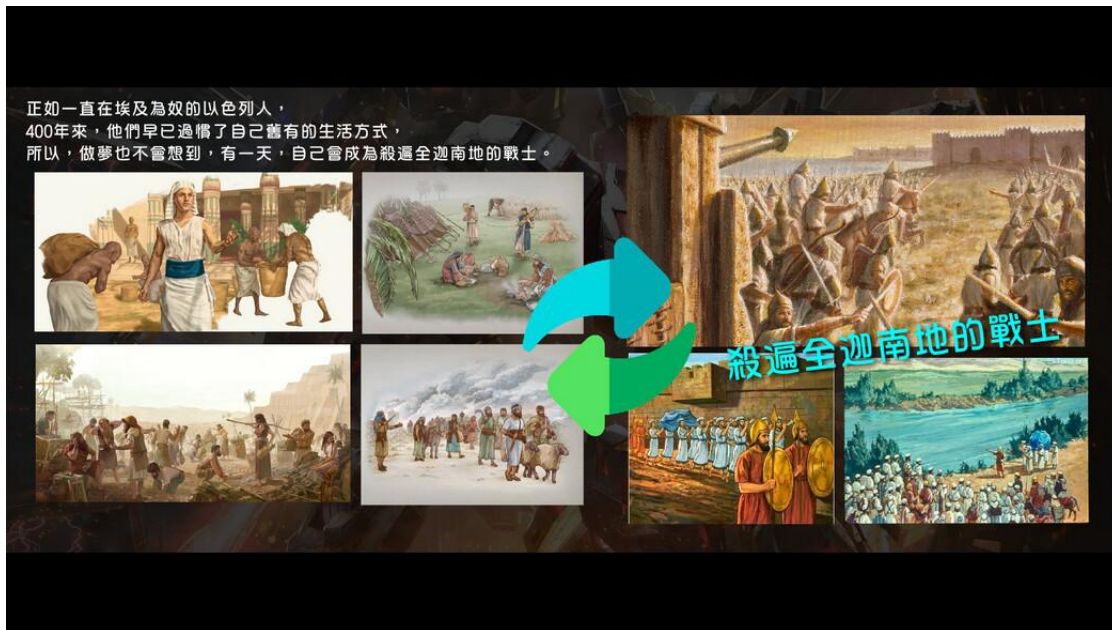 正如一直在埃及為奴的以色列人，
400年來，他們早已過慣了自己舊有的生活方式，
所以，做夢也不會想到，有一天，自己會成為殺遍全迦南地的戰士。
殺遍全迦南地的戰士